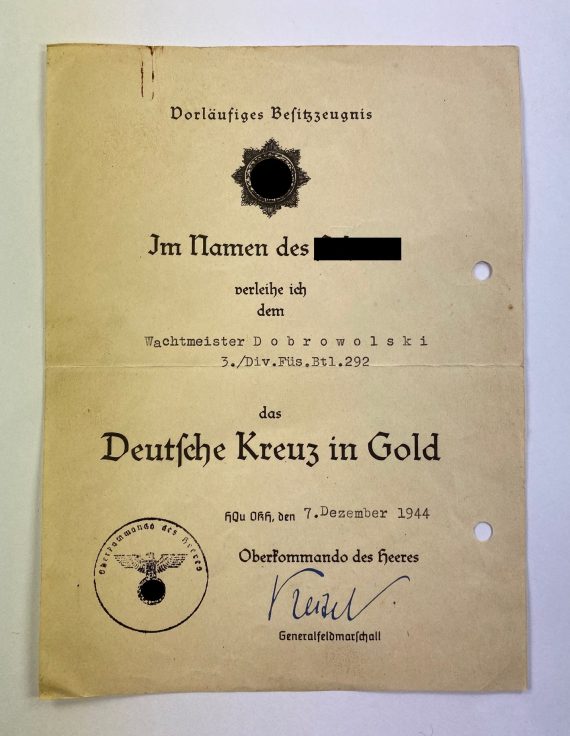 Vorläufiges Besitzzeugnis
Im Namen des
verleihe ich
dem
Wachtmeister Dobrowolski
3./Div.Füs.Btl.292
das
Deutsche Kreuz in Gold
HQu OKH, den 7.Dezember 1944
Oberkommando des Heeres
Oberkommando des Heeres
Keitel
Generalfeldmarschall